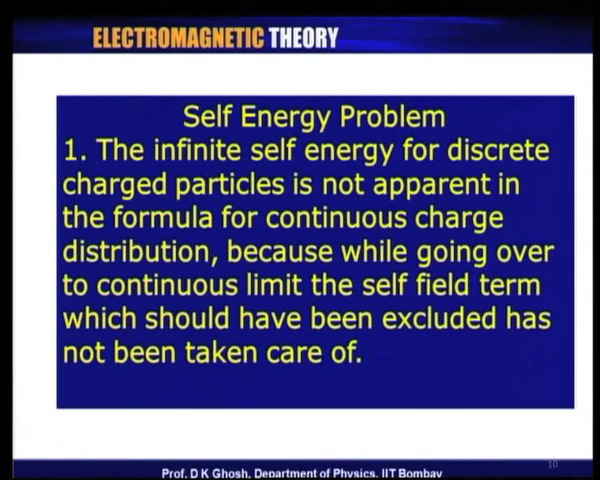 ELECTROMAGNETIC THEORY
Self Energy Problem
1. The infinite self energy for discrete
charged particles is not apparent in
the formula for continuous charge
distribution, because while going over
to continuous limit the self field term
which should have been excluded has
not been taken care of.
10
Prof. D K Ghosh, Department of Physics, IIT Bombay